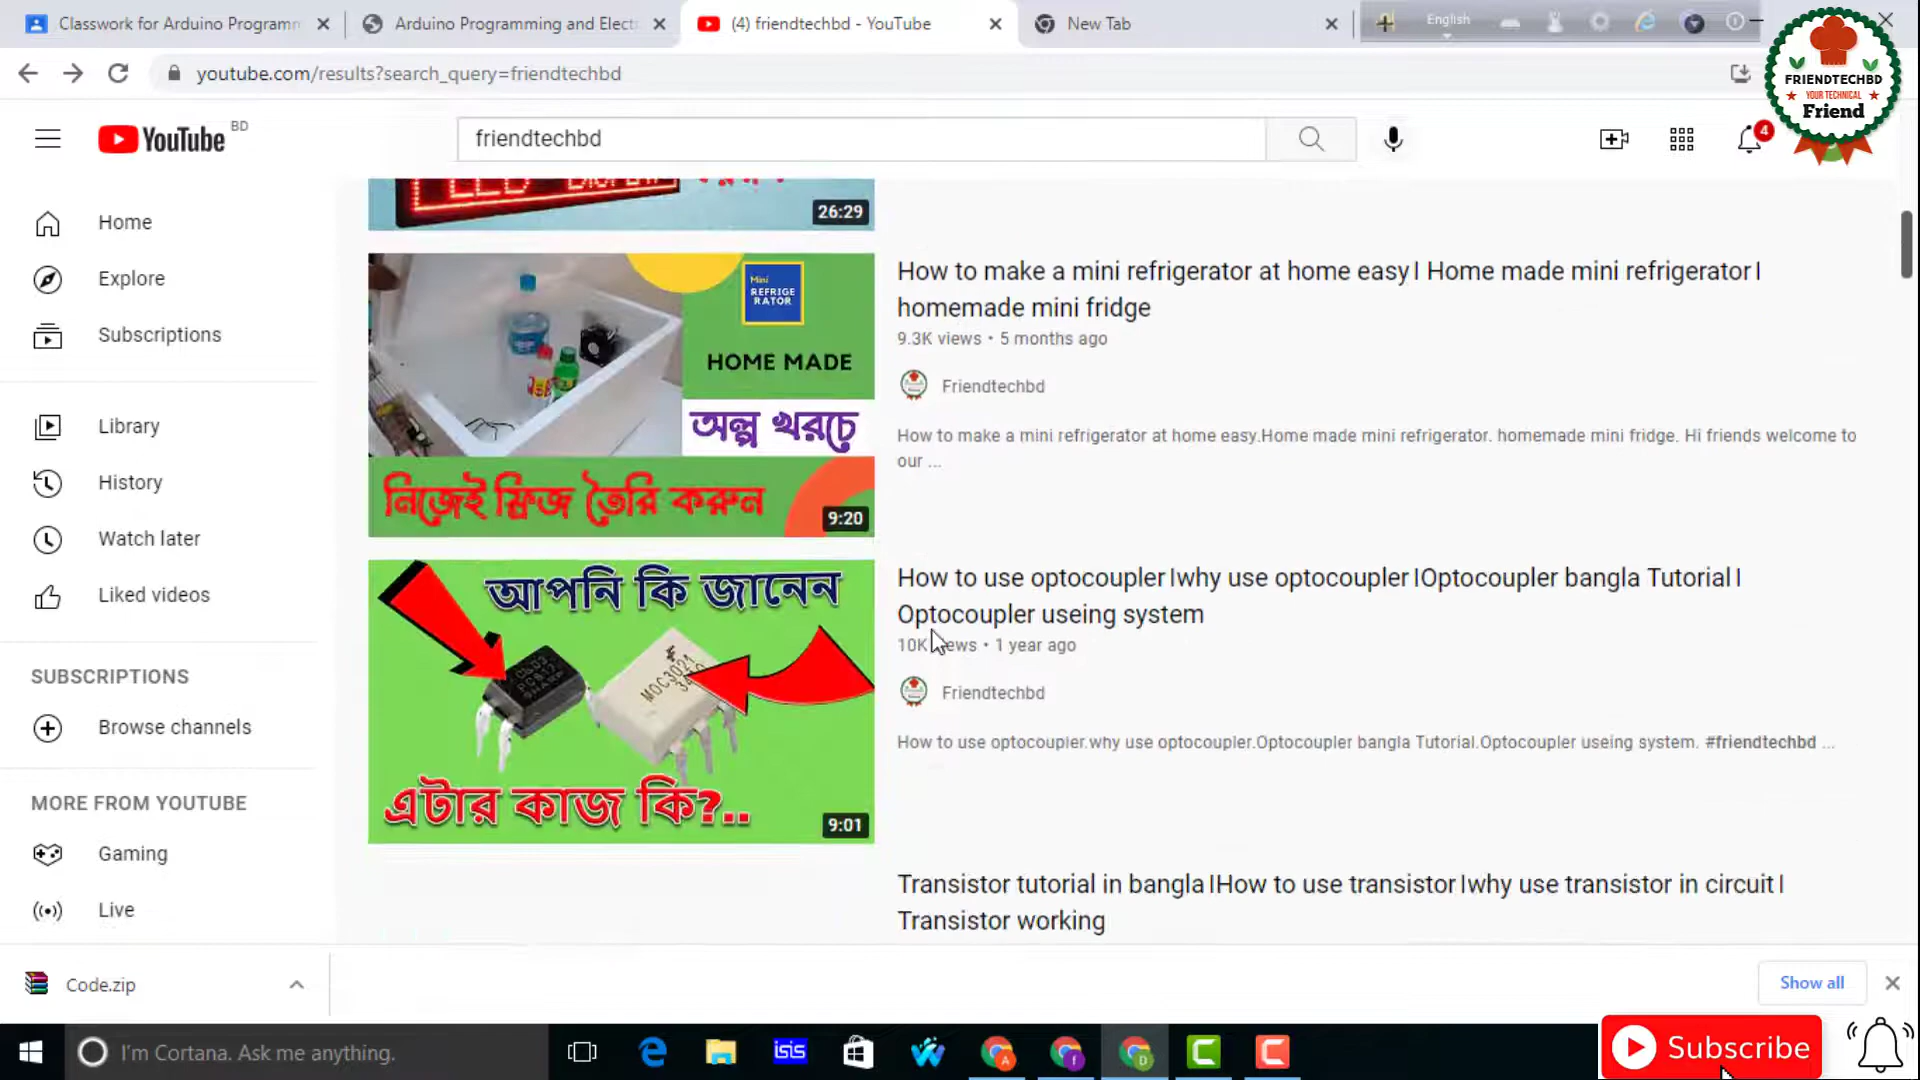 Classwork for Arduino Programm
Arduino Programming and Elect
(4) friendtechbd - YouTube
New Tab
English
youtube.com/results?search_query=friendtechbd
FRIENDTECHBD
YOUR TECHNICAL
Friend
YouTube BD
friendtechbd
4
Home
Explore
Subscriptions
Library
History
Watch later
Liked videos
SUBSCRIPTIONS
Browse channels
MORE FROM YOUTUBE
Gaming
Live
26:29
Mini
REFRIGE
RATOR
HOME MADE
অল্প খরচে
নিজেই ফ্রিজ তৈরি করুন
9:20
How to make a mini refrigerator at home easy l Home made mini refrigerator l
homemade mini fridge
9.3K views • 5 months ago
Friendtechbd
How to make a mini refrigerator at home easy.Home made mini refrigerator. homemade mini fridge. Hi friends welcome to
our ...
আপনি কি জানেন
MOC3021
এটার কাজ কি?..
9:01
How to use optocoupler lwhy use optocoupler lOptocoupler bangla Tutorial l
Optocoupler useing system
10K views • 1 year ago
Friendtechbd
How to use optocoupler.why use optocoupler.Optocoupler bangla Tutorial.Optocoupler useing system. #friendtechbd ...
Transistor tutorial in bangla lHow to use transistor lwhy use transistor in circuit l
Transistor working
Code.zip
Show all
I'm Cortana. Ask me anything.
isis
Subscribe